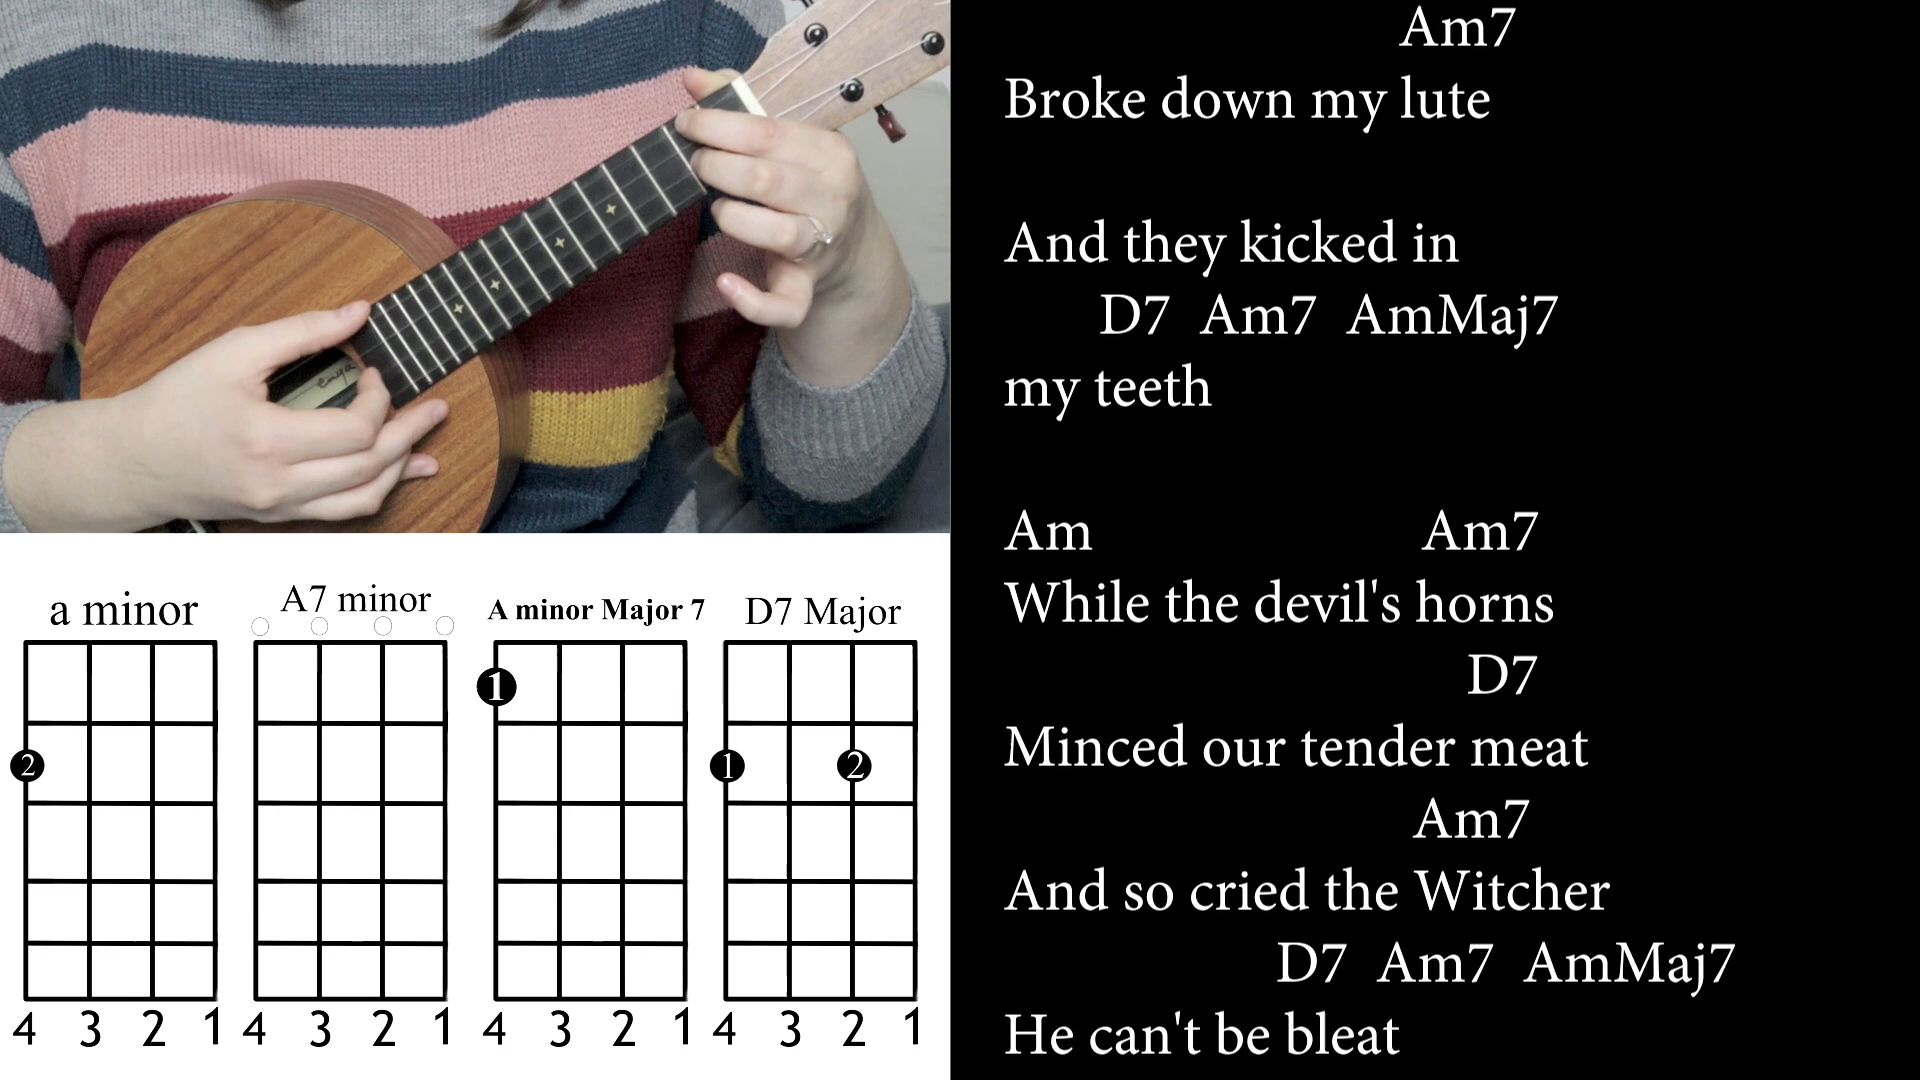 Am7
Broke down my lute
And they kicked in
D7 Am7 AmMaj7
my teeth
Am Am7
While the devil's horns
D7
Minced our tender meat
Am7
And so cried the Witcher
D7 Am7 AmMaj7
He can't be bleat
a minor
A7 minor
A minor Major 7
D7 Major
1
2
1 2
4 3 2 1
4 3 2 1
4 3 2 1
4 3 2 1